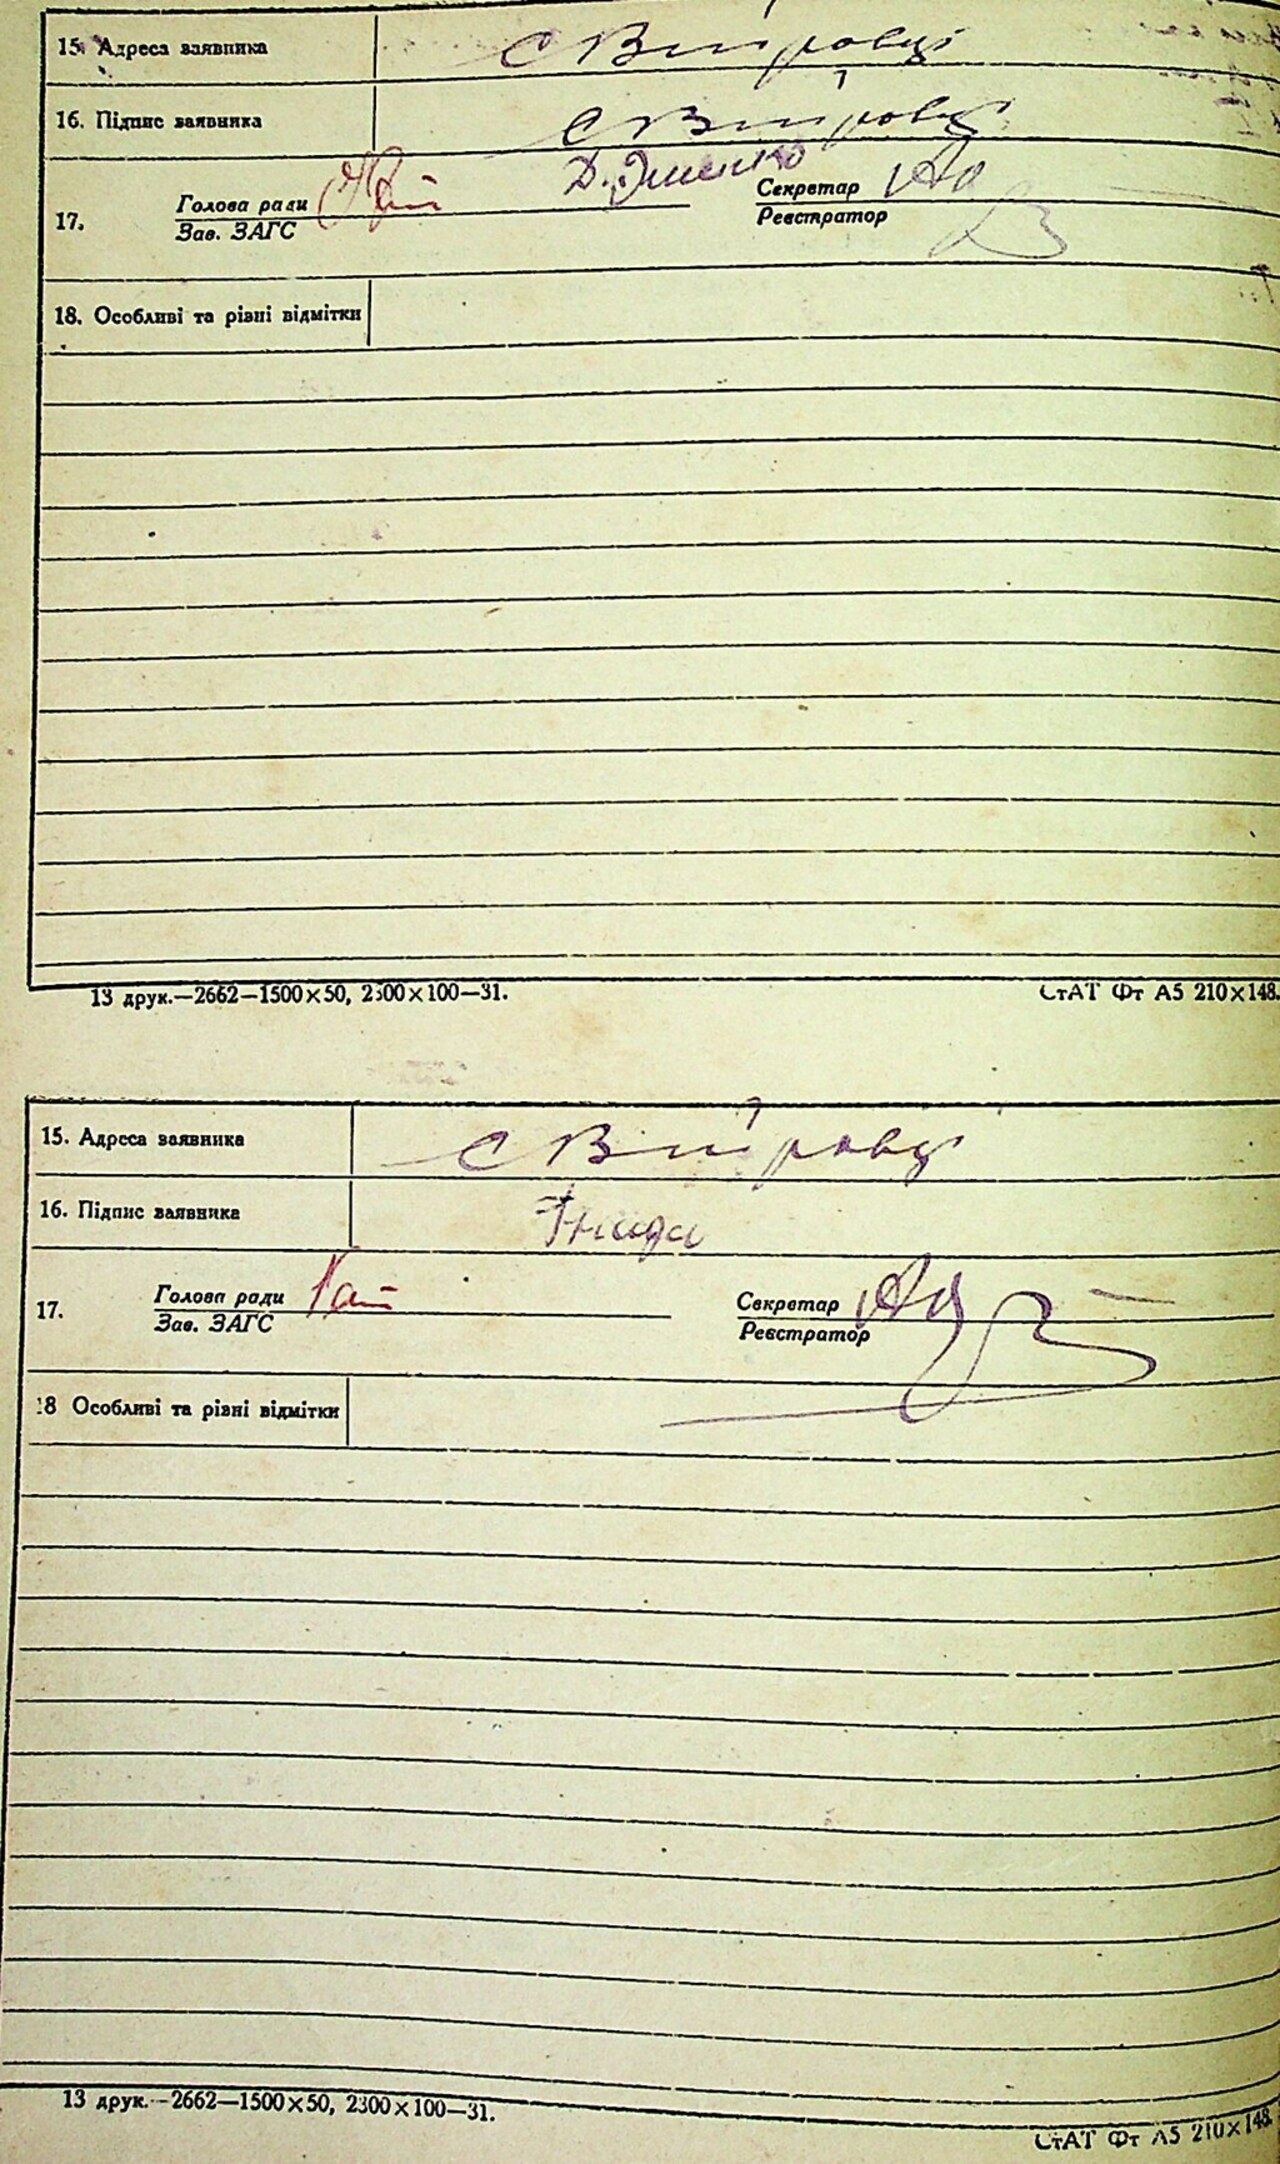 15. Адреса заявника с Вітровці
16. Підпис заявника с Вітровці
17. Голова ради Секретар
Зав. ЗАГС Реєстратор
18. Особливі та різні відмітки
13 друк.—2662—1500×50, 2300×100—31. СтАТ Фт А5 210×148.
15. Адреса заявника с Вітровці
16. Підпис заявника
17. Голова ради Секретар
Зав. ЗАГС Реєстратор
18 Особливі та різні відмітки
13 друк.—2662—1500×50, 2300×100—31.
СтАТ Фт А5 210×148.